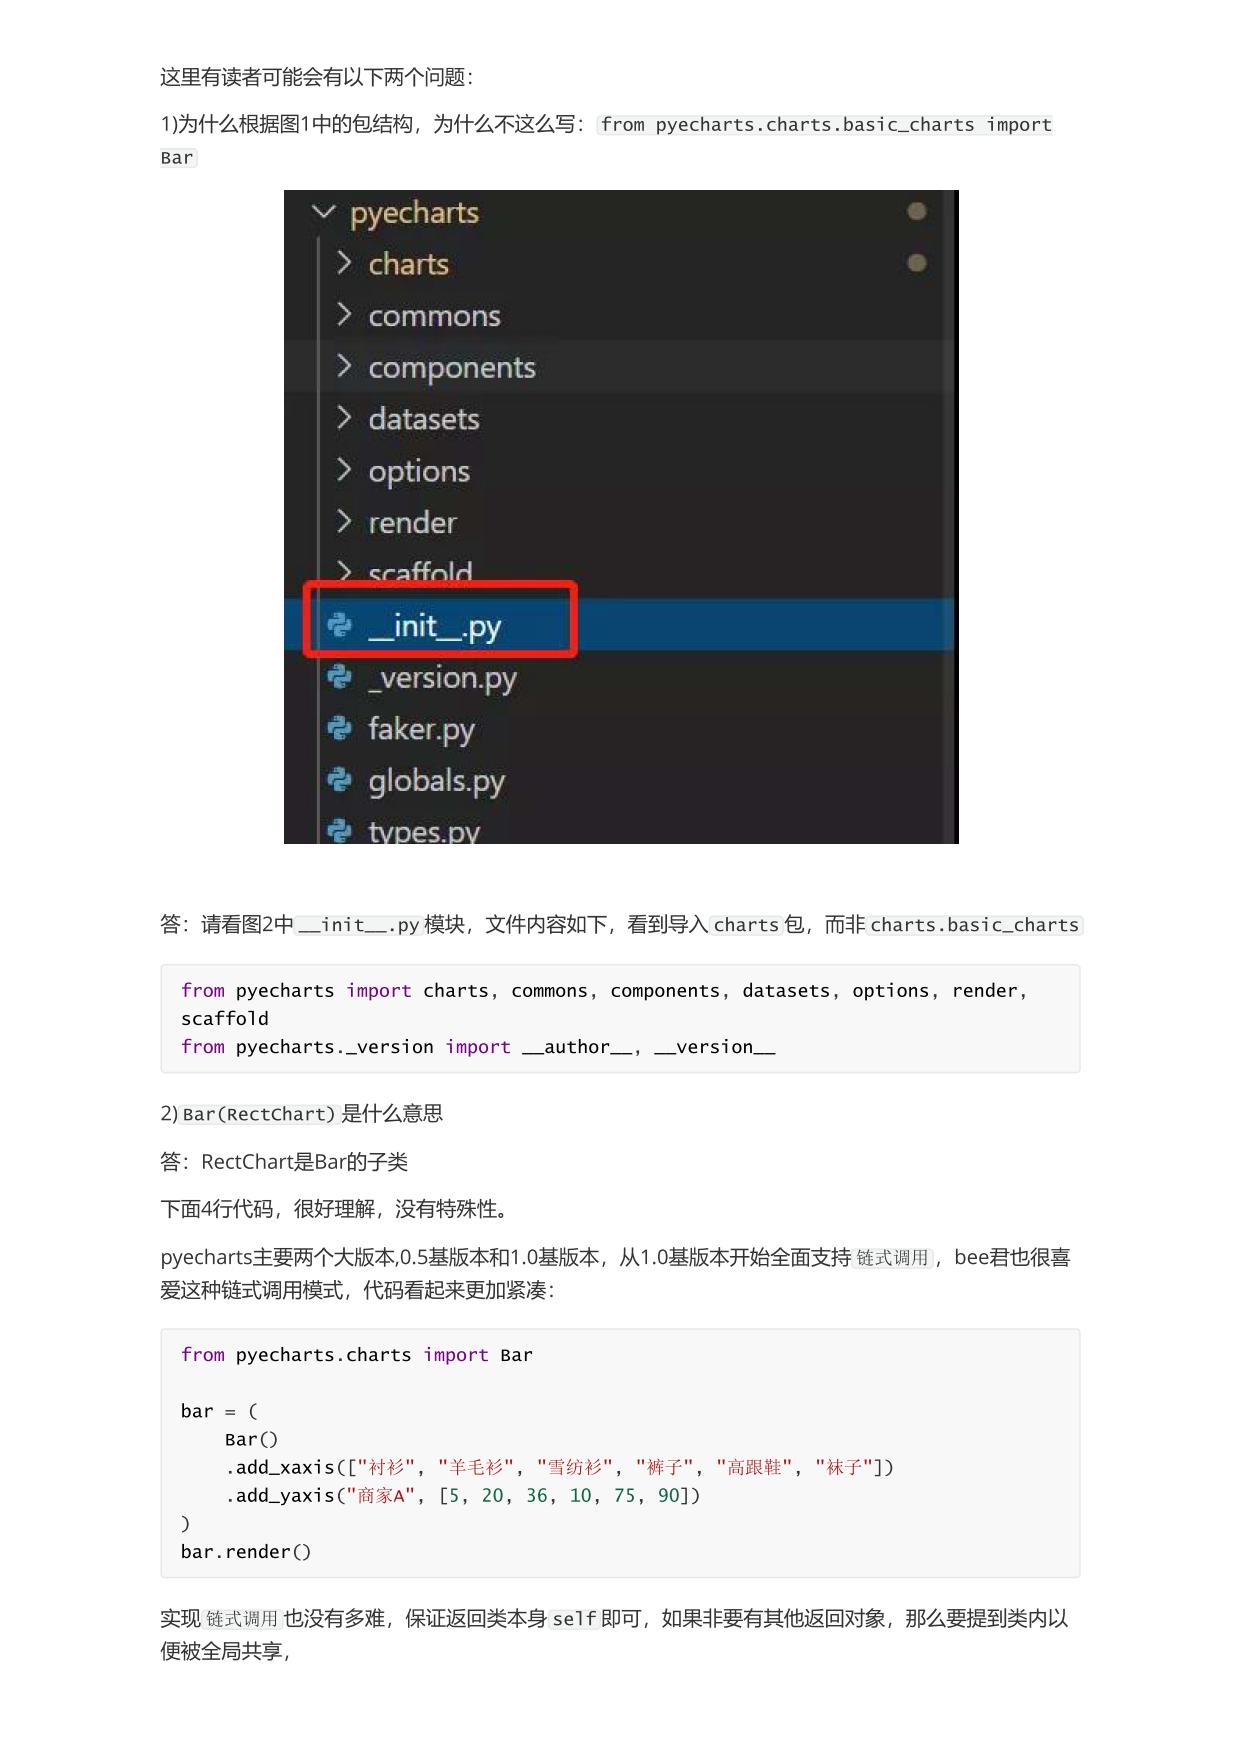 这里有读者可能会有以下两个问题：
1)为什么根据图1中的包结构，为什么不这么写：from pyecharts.charts.basic_charts import
Bar
pyecharts
charts
commons
components
datasets
options
render
scaffold
__init__.py
_version.py
faker.py
globals.py
types.py
答：请看图2中__init__.py模块，文件内容如下，看到导入charts包，而非charts.basic_charts
from pyecharts import charts, commons, components, datasets, options, render,
scaffold
from pyecharts._version import __author__, __version__
2)Bar(RectChart)是什么意思
答：RectChart是Bar的子类
下面4行代码，很好理解，没有特殊性。
pyecharts主要两个大版本,0.5基版本和1.0基版本，从1.0基版本开始全面支持链式调用，bee君也很喜
爱这种链式调用模式，代码看起来更加紧凑：
from pyecharts.charts import Bar
bar = (
Bar()
.add_xaxis(["衬衫", "羊毛衫", "雪纺衫", "裤子", "高跟鞋", "袜子"])
.add_yaxis("商家A", [5, 20, 36, 10, 75, 90])
)
bar.render()
实现链式调用也没有多难，保证返回类本身self即可，如果非要有其他返回对象，那么要提到类内以
便被全局共享，